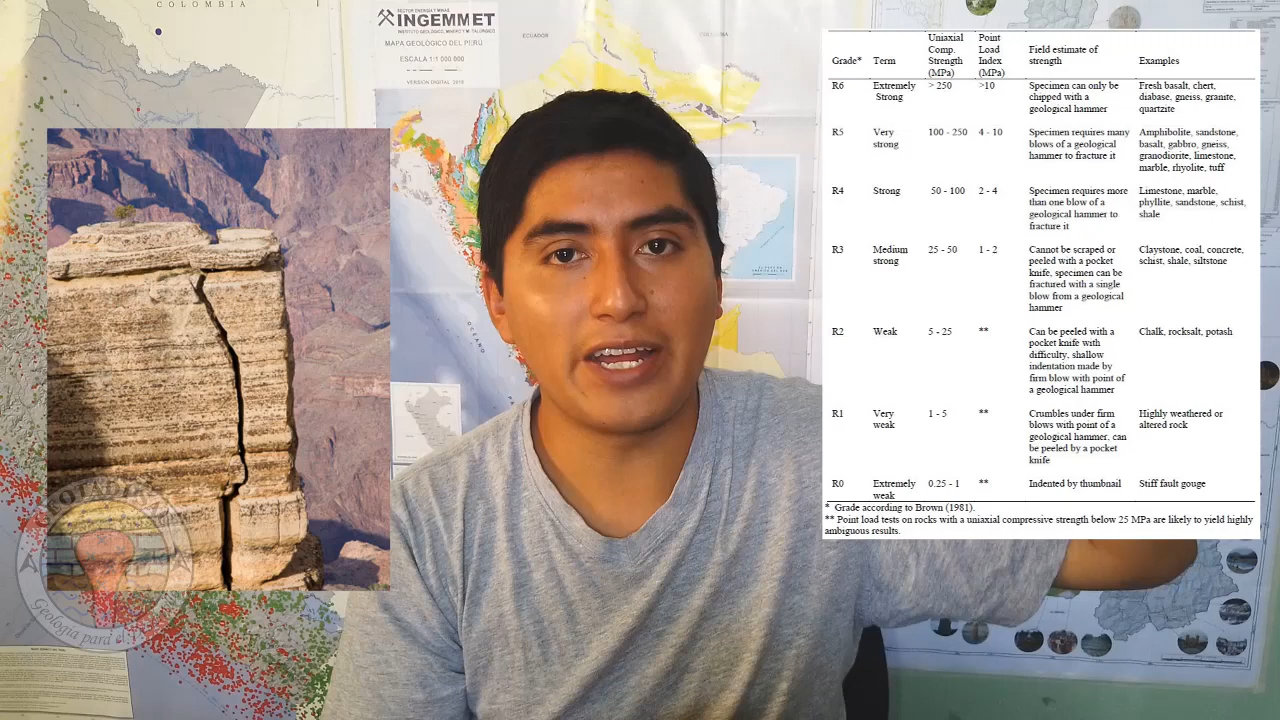 COLOMBIA
SECTOR ENERGÍA Y MINAS
INGEMMET
INSTITUTO GEOLÓGICO, MINERO Y METALÚRGICO
MAPA GEOLÓGICO DEL PERÚ
ESCALA 1:1 000 000
VERSIÓN DIGITAL 2016
ECUADOR
COLOMBIA
OCÉANO
Geología para el
Grade* Term Uniaxial Comp. Strength (MPa) Point Load Index (MPa) Field estimate of strength Examples
R6 Extremely Strong > 250 >10 Specimen can only be chipped with a geological hammer Fresh basalt, chert, diabase, gneiss, granite, quartzite
R5 Very strong 100 - 250 4 - 10 Specimen requires many blows of a geological hammer to fracture it Amphibolite, sandstone, basalt, gabbro, gneiss, granodiorite, limestone, marble, rhyolite, tuff
R4 Strong 50 - 100 2 - 4 Specimen requires more than one blow of a geological hammer to fracture it Limestone, marble, phyllite, sandstone, schist, shale
R3 Medium strong 25 - 50 1 - 2 Cannot be scraped or peeled with a pocket knife, specimen can be fractured with a single blow from a geological hammer Claystone, coal, concrete, schist, shale, siltstone
R2 Weak 5 - 25 ** Can be peeled with a pocket knife with difficulty, shallow indentation made by firm blow with point of a geological hammer Chalk, rocksalt, potash
R1 Very weak 1 - 5 ** Crumbles under firm blows with point of a geological hammer, can be peeled by a pocket knife Highly weathered or altered rock
R0 Extremely weak 0.25 - 1 ** Indented by thumbnail Stiff fault gouge
* Grade according to Brown (1981).
** Point load tests on rocks with a uniaxial compressive strength below 25 MPa are likely to yield highly
ambiguous results.